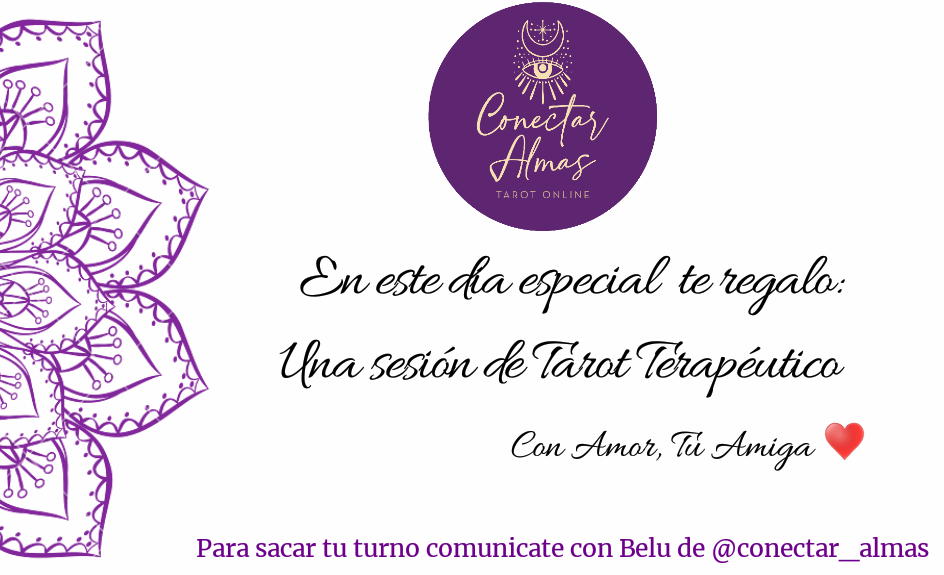 Conectar
Almas
TAROT ONLINE
En este día especial te regalo:
Una sesión de Tarot Terapéutico
Con Amor, Tú Amiga
Para sacar tu turno comunicate con Belu de @conectar_almas